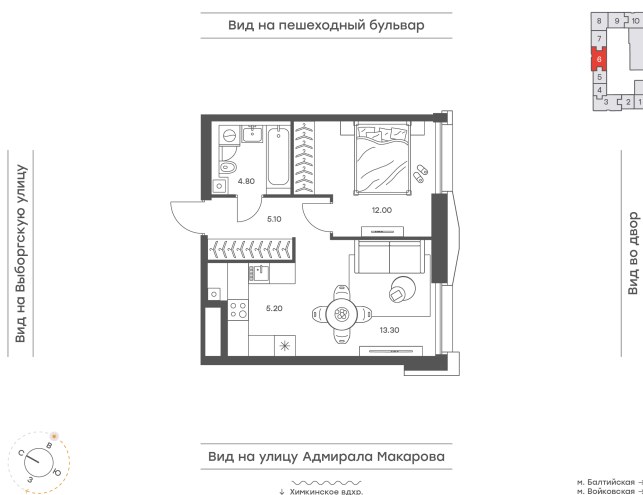 Вид на пешеходный бульвар
8 9 10
7
6
5
4
3 2 1
Вид на Выборгскую улицу
4.80
12.00
5.10
5.20
13.30
Вид во двор
Вид на улицу Адмирала Макарова
↓ Химкинское вдхр.
С В
З Ю
м. Балтийская
м. Войковская